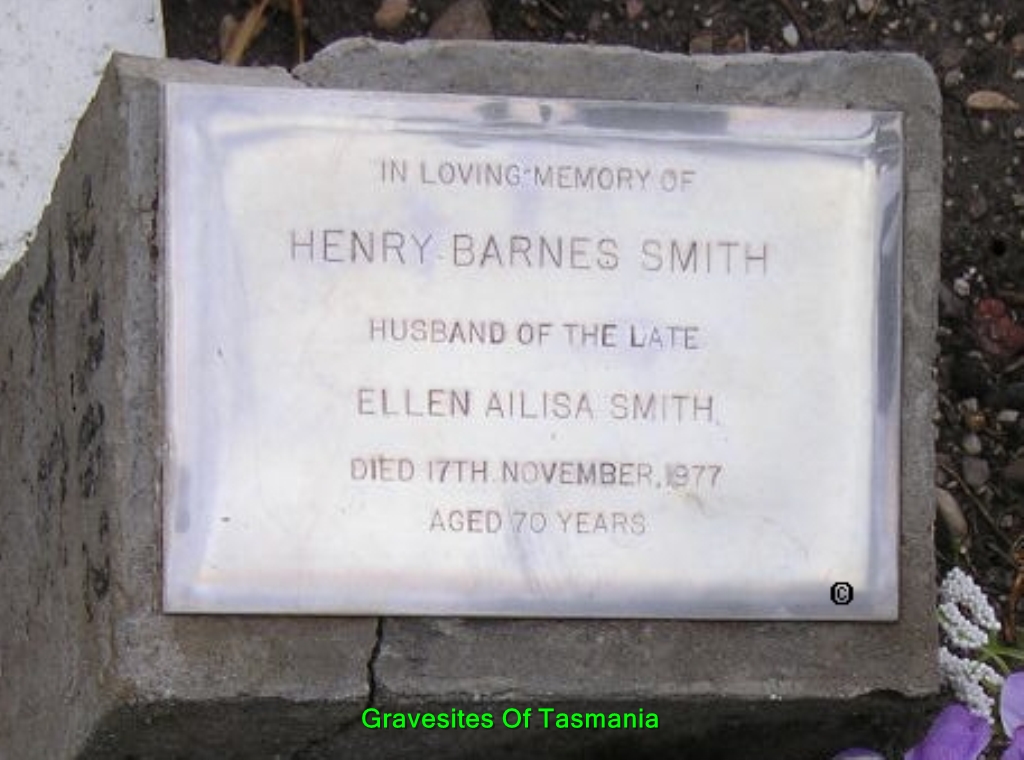 IN LOVING MEMORY OF
HENRY BARNES SMITH
HUSBAND OF THE LATE
ELLEN AILISA SMITH,
DIED 17TH NOVEMBER, 1977
AGED 70 YEARS
©
Gravesites Of Tasmania